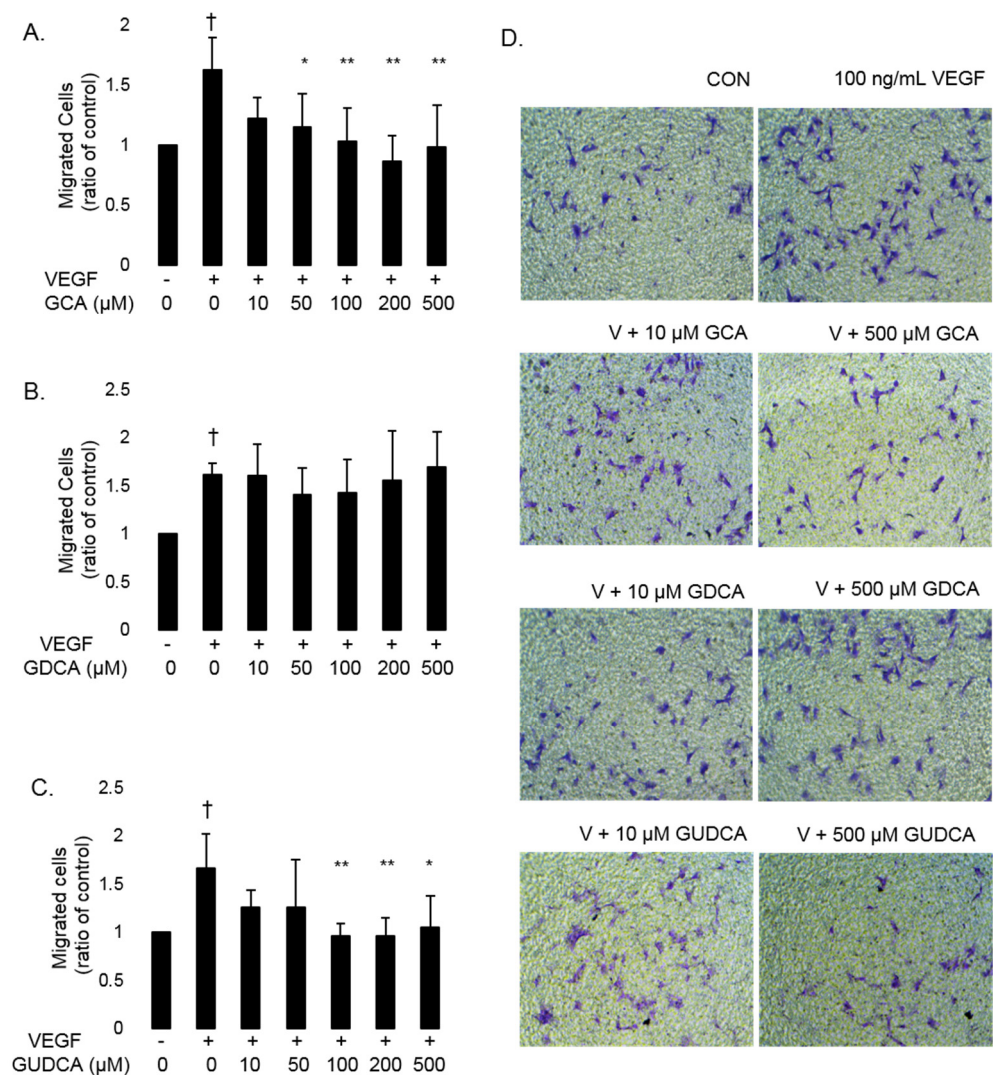 A.
Migrated Cells
(ratio of control)
2
1.5
1
0.5
0
†
*
**
**
**
VEGF - + + + + + +
GCA (µM) 0 0 10 50 100 200 500
B.
Migrated Cells
(ratio of control)
2.5
2
1.5
1
0.5
0
†
VEGF - + + + + + +
GDCA (µM) 0 0 10 50 100 200 500
C.
Migrated cells
(ratio of control)
2.5
2
1.5
1
0.5
0
†
**
**
*
VEGF - + + + + + +
GUDCA (µM) 0 0 10 50 100 200 500
D.
CON
100 ng/mL VEGF
V + 10 µM GCA
V + 500 µM GCA
V + 10 µM GDCA
V + 500 µM GDCA
V + 10 µM GUDCA
V + 500 µM GUDCA